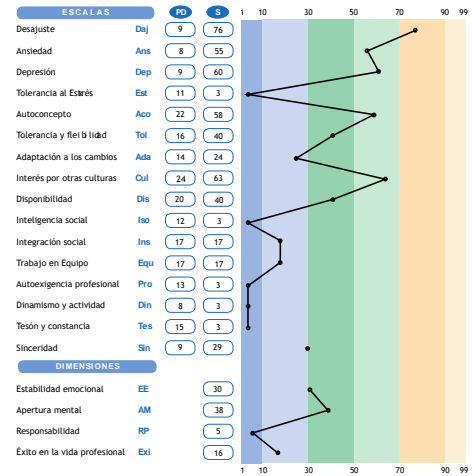 ESCALAS PD S 1 10 30 50 70 90 99
Desajuste Daj 9 76
Ansiedad Ans 8 55
Depresión Dep 9 60
Tolerancia al Estrés Est 11 3
Autoconcepto Aco 22 58
Tolerancia y flexibilidad Tol 16 40
Adaptación a los cambios Ada 14 24
Interés por otras culturas Cul 24 63
Disponibilidad Dis 20 40
Inteligencia social Iso 12 3
Integración social Ins 17 17
Trabajo en Equipo Equ 17 17
Autoexigencia profesional Pro 13 3
Dinamismo y actividad Din 8 3
Tesón y constancia Tes 15 3
Sinceridad Sin 9 29
DIMENSIONES
Estabilidad emocional EE 30
Apertura mental AM 38
Responsabilidad RP 5
Éxito en la vida profesional Exi 16
1 10 30 50 70 90 99